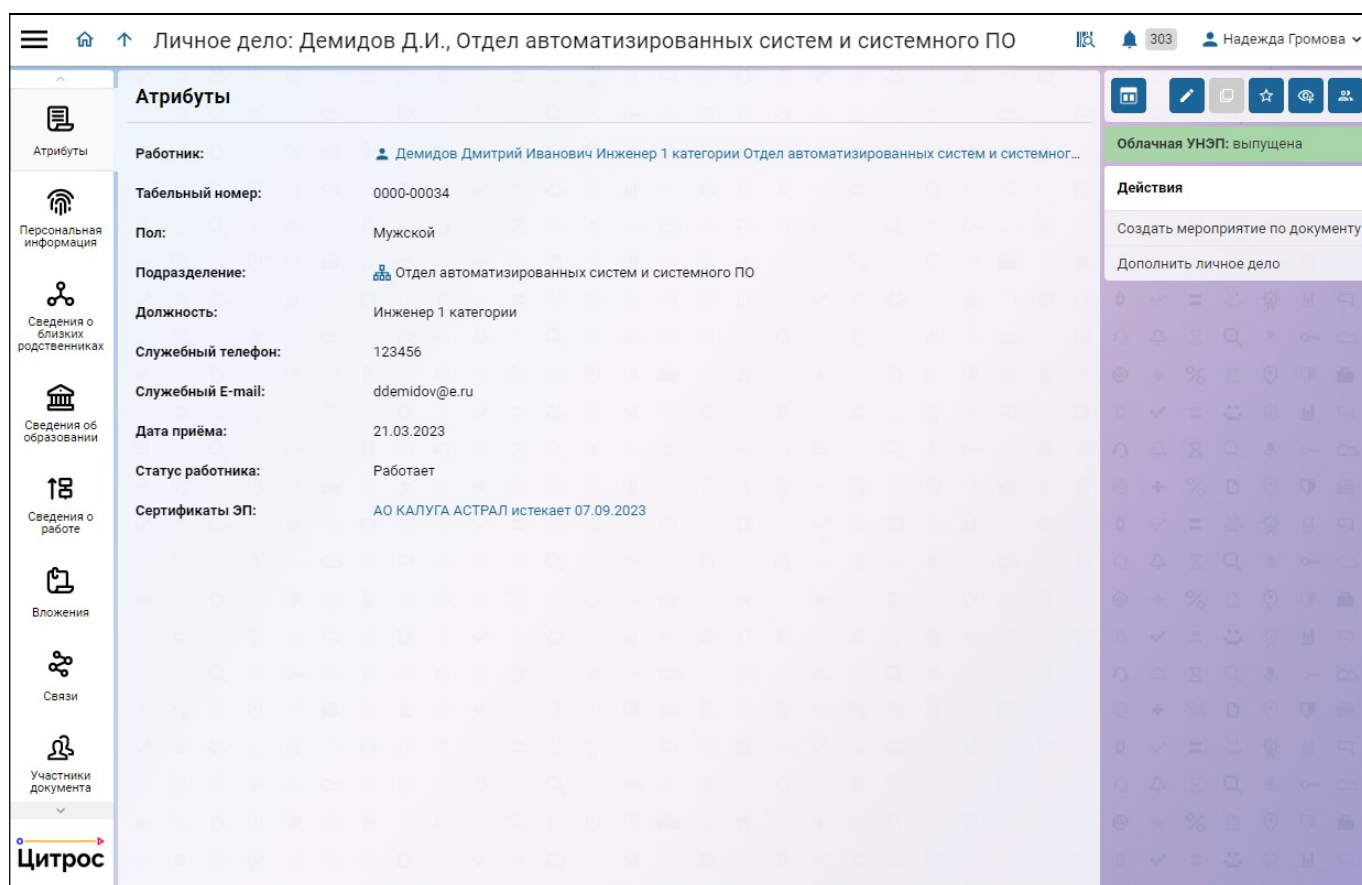 Личное дело: Демидов Д.И., Отдел автоматизированных систем и системного ПО
303
Надежда Громова
Атрибуты
Персональная
информация
Сведения о
близких
родственниках
Сведения об
образовании
Сведения о
работе
Вложения
Связи
Участники
документа
Цитрос
Атрибуты
Работник: Демидов Дмитрий Иванович Инженер 1 категории Отдел автоматизированных систем и системног...
Табельный номер: 0000-00034
Пол: Мужской
Подразделение: Отдел автоматизированных систем и системного ПО
Должность: Инженер 1 категории
Служебный телефон: 123456
Служебный E-mail: ddemidov@e.ru
Дата приёма: 21.03.2023
Статус работника: Работает
Сертификаты ЭП: АО КАЛУГА АСТРАЛ истекает 07.09.2023
Облачная УНЭП: выпущена
Действия
Создать мероприятие по документу
Дополнить личное дело